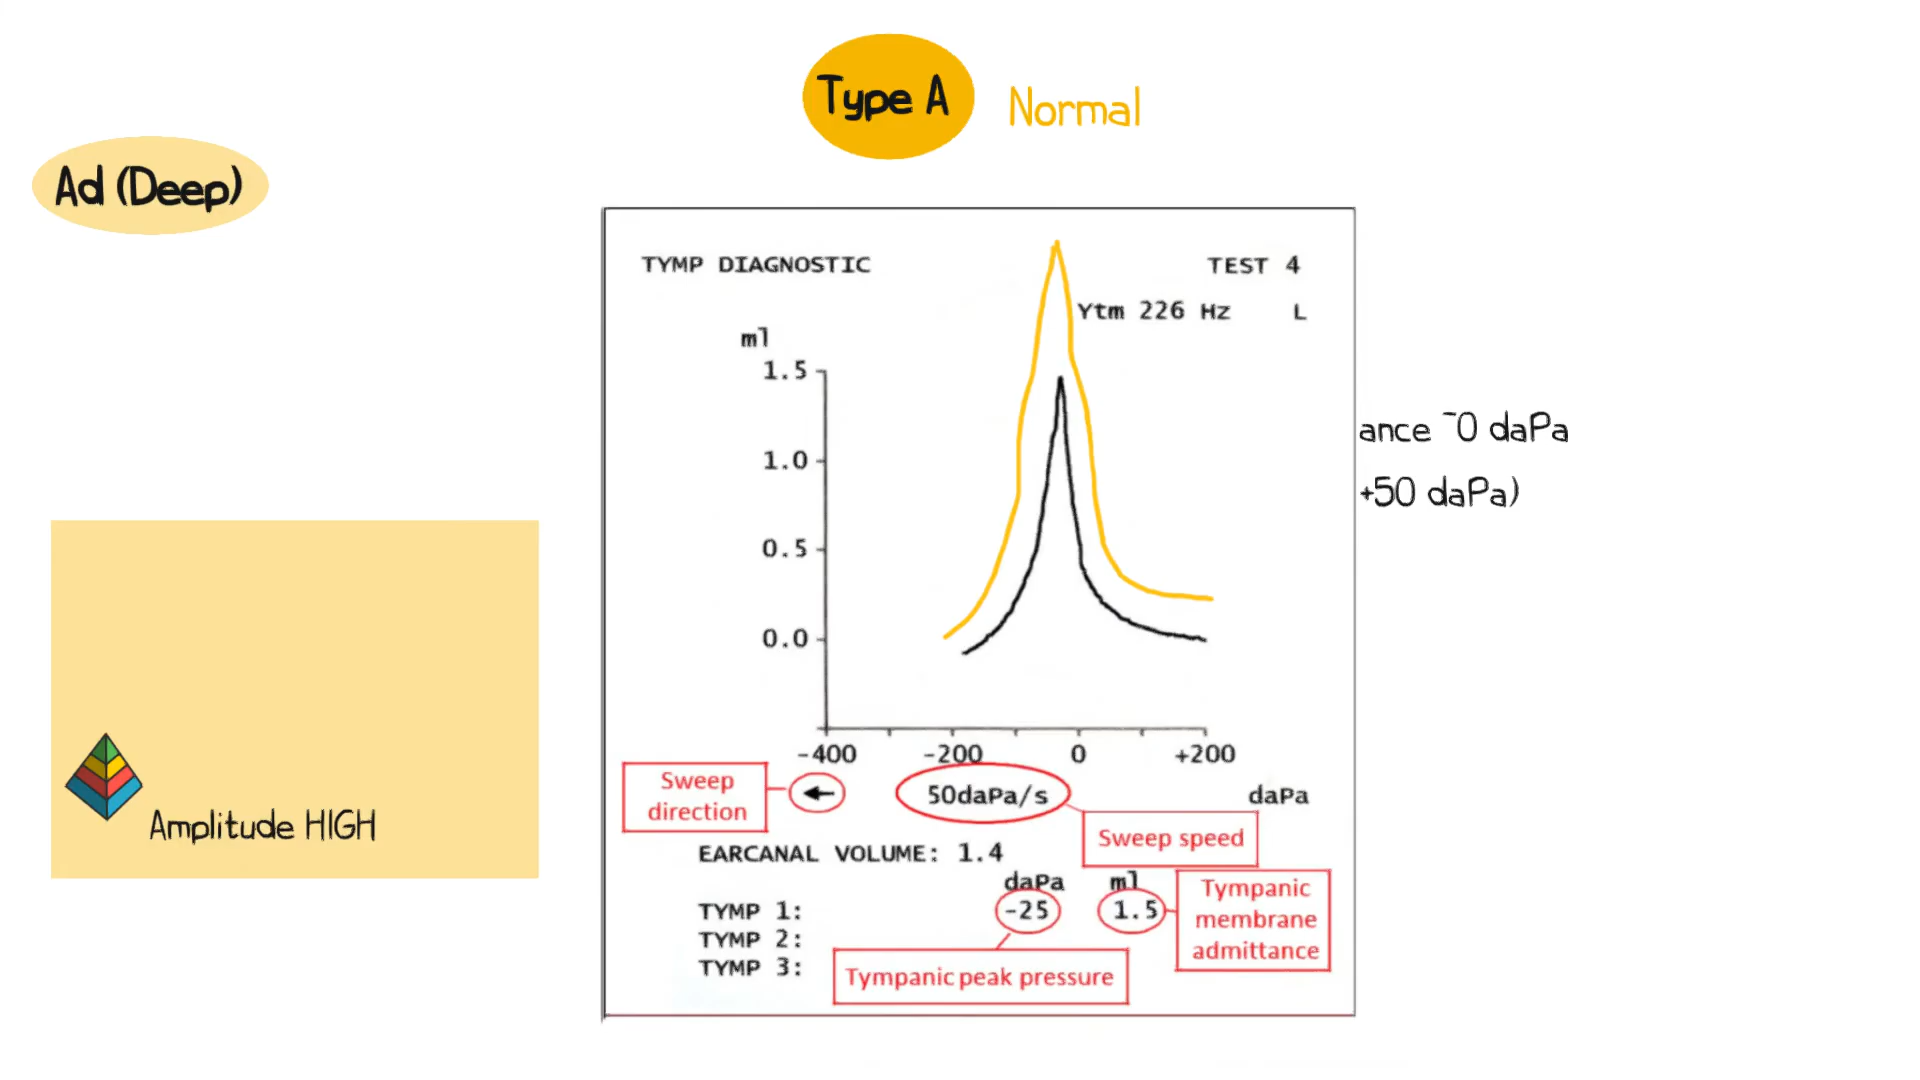 Type A
Normal
Ad (Deep)
TYMP DIAGNOSTIC
TEST 4
Ytm 226 Hz L
ml
1.5
1.0
0.5
0.0
-400 -200 0 +200
ance ~0 daPa
+50 daPa)
Sweep
direction
50daPa/s
daPa
Sweep speed
Amplitude HIGH
EARCANAL VOLUME: 1.4
daPa ml
TYMP 1: -25 1.5
TYMP 2:
TYMP 3:
Tympanic
membrane
admittance
Tympanic peak pressure